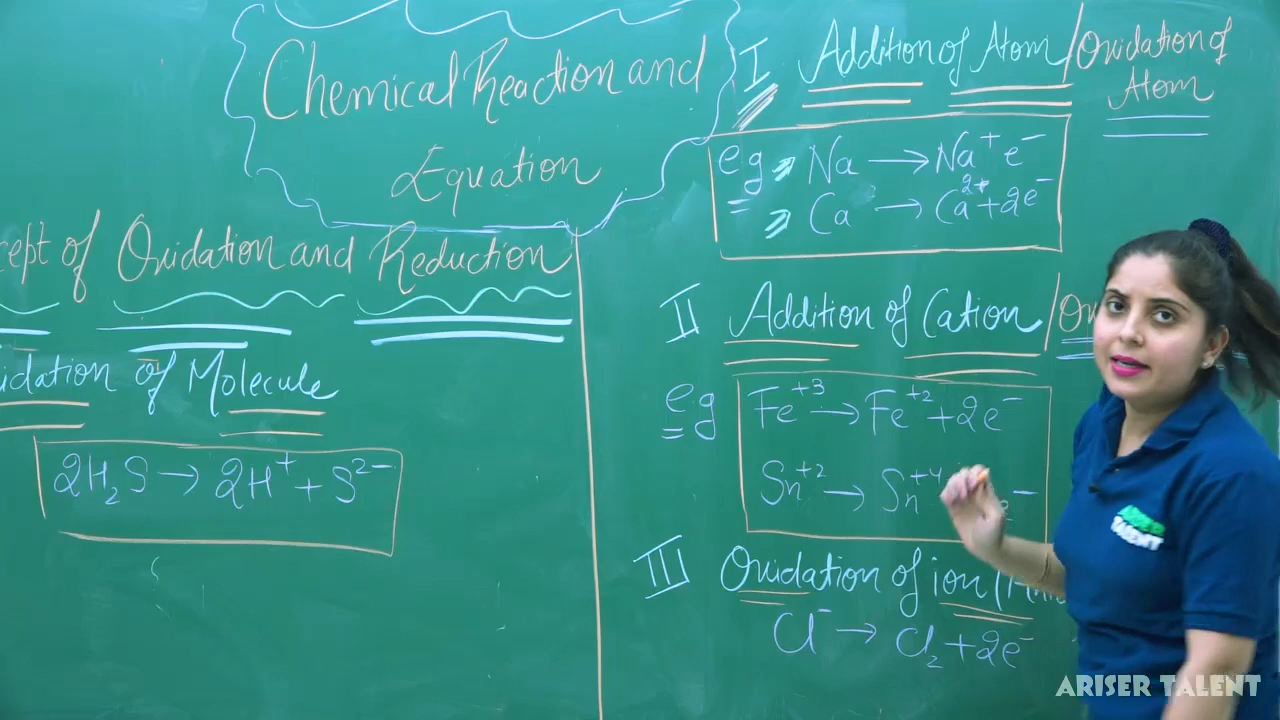 Chemical Reaction and
Equation
cept of Oxidation and Reduction
idation of Molecule
2H₂S → 2H⁺ + S²⁻
I Addition of Atom / Oxidation of
Atom
eg Na → Na⁺ e⁻
Ca → Ca²⁺ + 2e⁻
II Addition of Cation / Ox
eg Fe⁺³ → Fe⁺² + 2e⁻
Sn⁺² → Sn⁺⁴ e⁻
III Oxidation of ion /
Cl⁻ → Cl₂ + 2e⁻
TALENT
ARISER TALENT